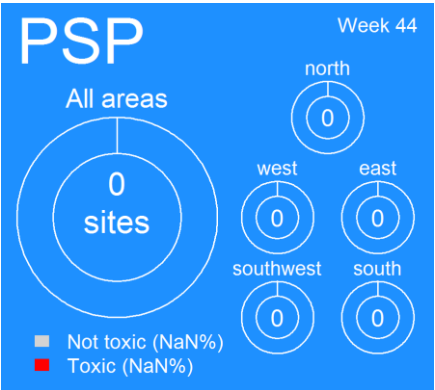 PSP
Week 44
All areas
0
sites
north
0
west
0
east
0
southwest
0
south
0
Not toxic (NaN%)
Toxic (NaN%)